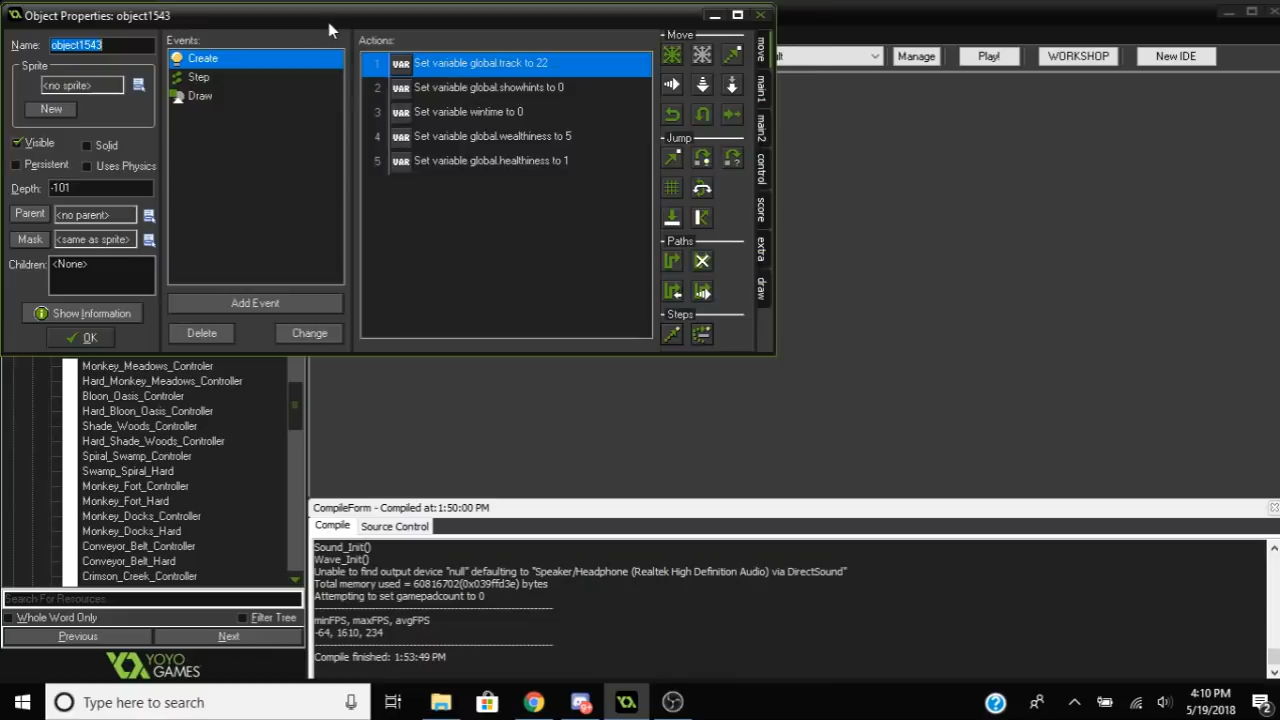 Object Properties: object1543
Name: object1543
Sprite
<no sprite>
New
Visible
Solid
Persistent
Uses Physics
Depth: -101
Parent <no parent>
Mask <same as sprite>
Children: <None>
Show Information
OK
Events:
Create
Step
Draw
Add Event
Delete
Change
Actions:
1 VAR Set variable global.track to 22
2 VAR Set variable global.showhints to 0
3 VAR Set variable wintime to 0
4 VAR Set variable global.wealthiness to 5
5 VAR Set variable global.healthiness to 1
Move
Jump
Paths
Steps
move
main1
main2
control
score
extra
draw
Manage
Play!
WORKSHOP
New IDE
Monkey_Meadows_Controler
Hard_Monkey_Meadows_Controler
Bloon_Oasis_Controler
Hard_Bloon_Oasis_Controller
Shade_Woods_Controller
Hard_Shade_Woods_Controller
Spiral_Swamp_Controller
Swamp_Spiral_Hard
Monkey_Fort_Controller
Monkey_Fort_Hard
Monkey_Docks_Controller
Monkey_Docks_Hard
Conveyor_Belt_Controller
Conveyor_Belt_Hard
Crimson_Creek_Controller
Search For Resources
Whole Word Only
Filter Tree
Previous
Next
YOYO
GAMES
CompileForm - Compiled at:1:50:00 PM
Compile
Source Control
Sound_Init()
Wave_Init()
Unable to find output device "null" defaulting to "Speaker/Headphone (Realtek High Definition Audio) via DirectSound"
Total memory used = 60816702(0x039ffd3e) bytes
Attempting to set gamepadcount to 0
minFPS, maxFPS, avgFPS
-64, 1610, 234
Compile finished: 1:53:49 PM
Type here to search
4:10 PM
5/19/2018
2